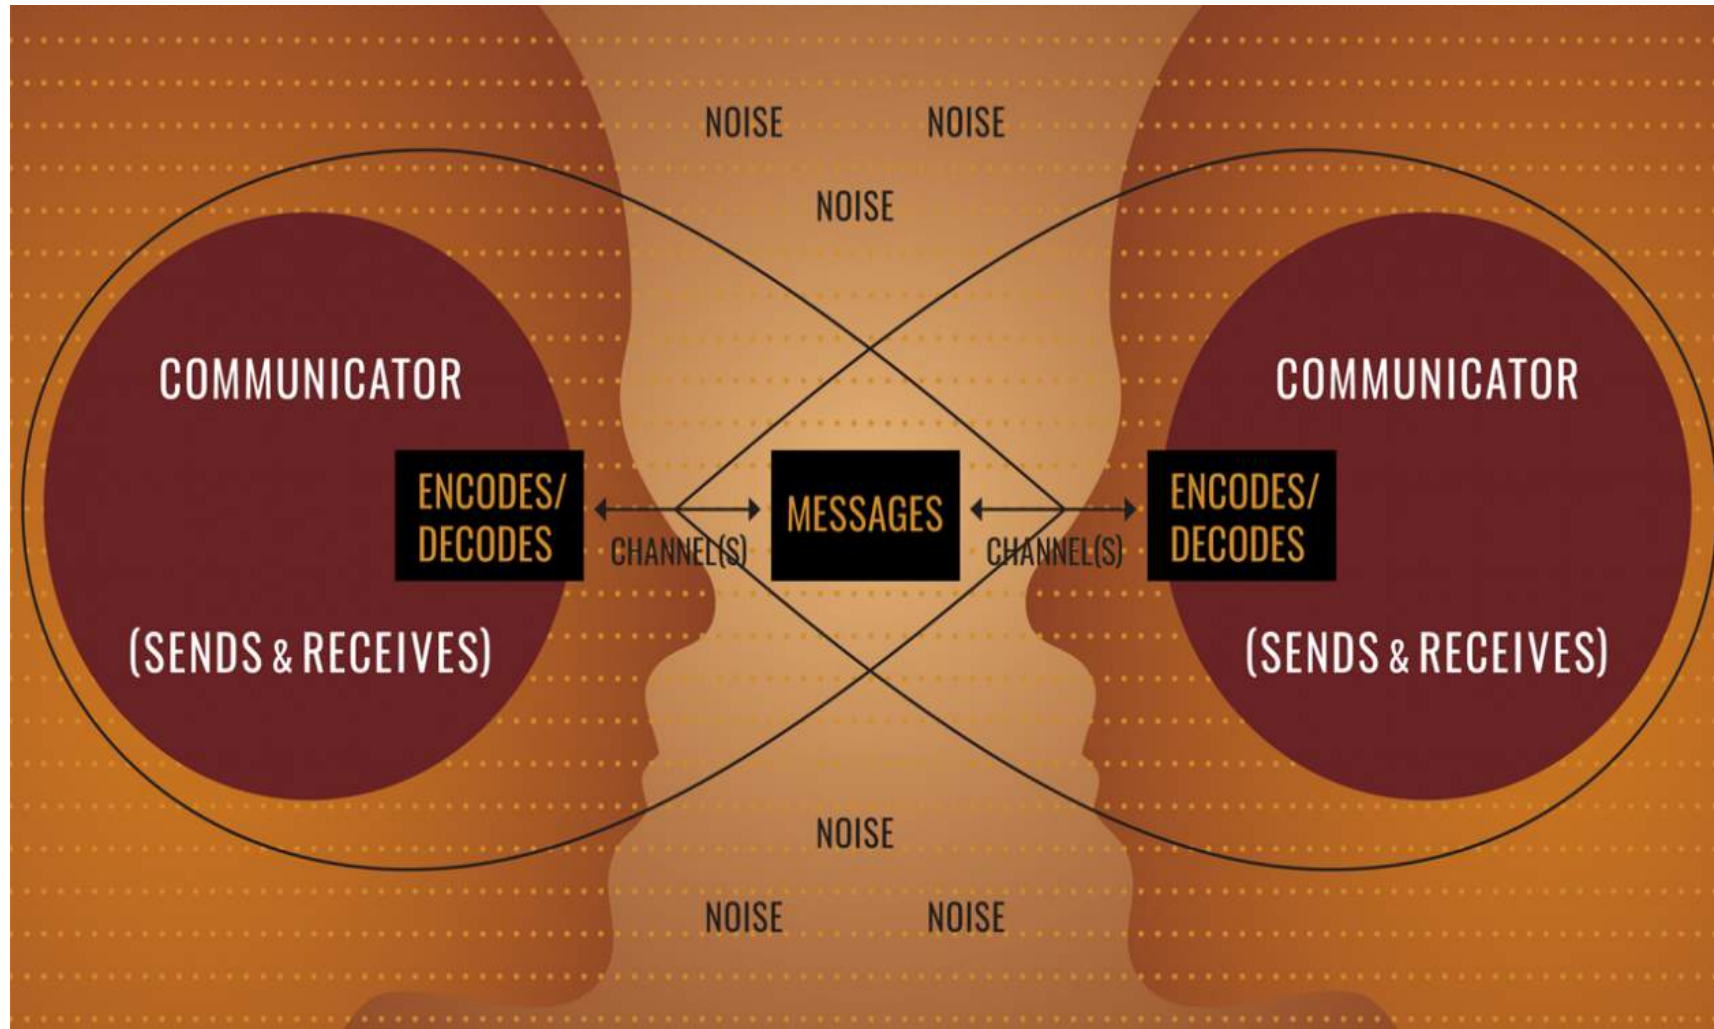 NOISE NOISE
NOISE
COMMUNICATOR COMMUNICATOR
ENCODES/
DECODES
CHANNEL(S)
MESSAGES
CHANNEL(S)
ENCODES/
DECODES
(SENDS & RECEIVES) (SENDS & RECEIVES)
NOISE
NOISE NOISE